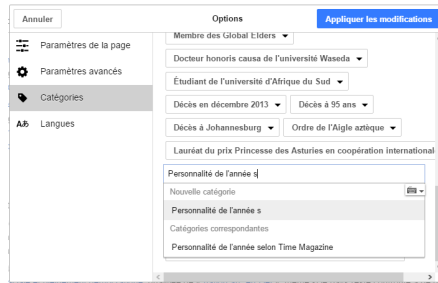 Annuler
Options
Appliquer les modifications
Paramètres de la page
Paramètres avancés
Catégories
Langues
Membre des Global Elders
Docteur honoris causa de l'université Waseda
Étudiant de l'université d'Afrique du Sud
Décès en décembre 2013 Décès à 95 ans
Décès à Johannesburg Ordre de l'Aigle aztèque
Lauréat du prix Princesse des Asturies en coopération international
Personnalité de l'année s
Nouvelle catégorie
Personnalité de l'année s
Catégories correspondantes
Personnalité de l'année selon Time Magazine